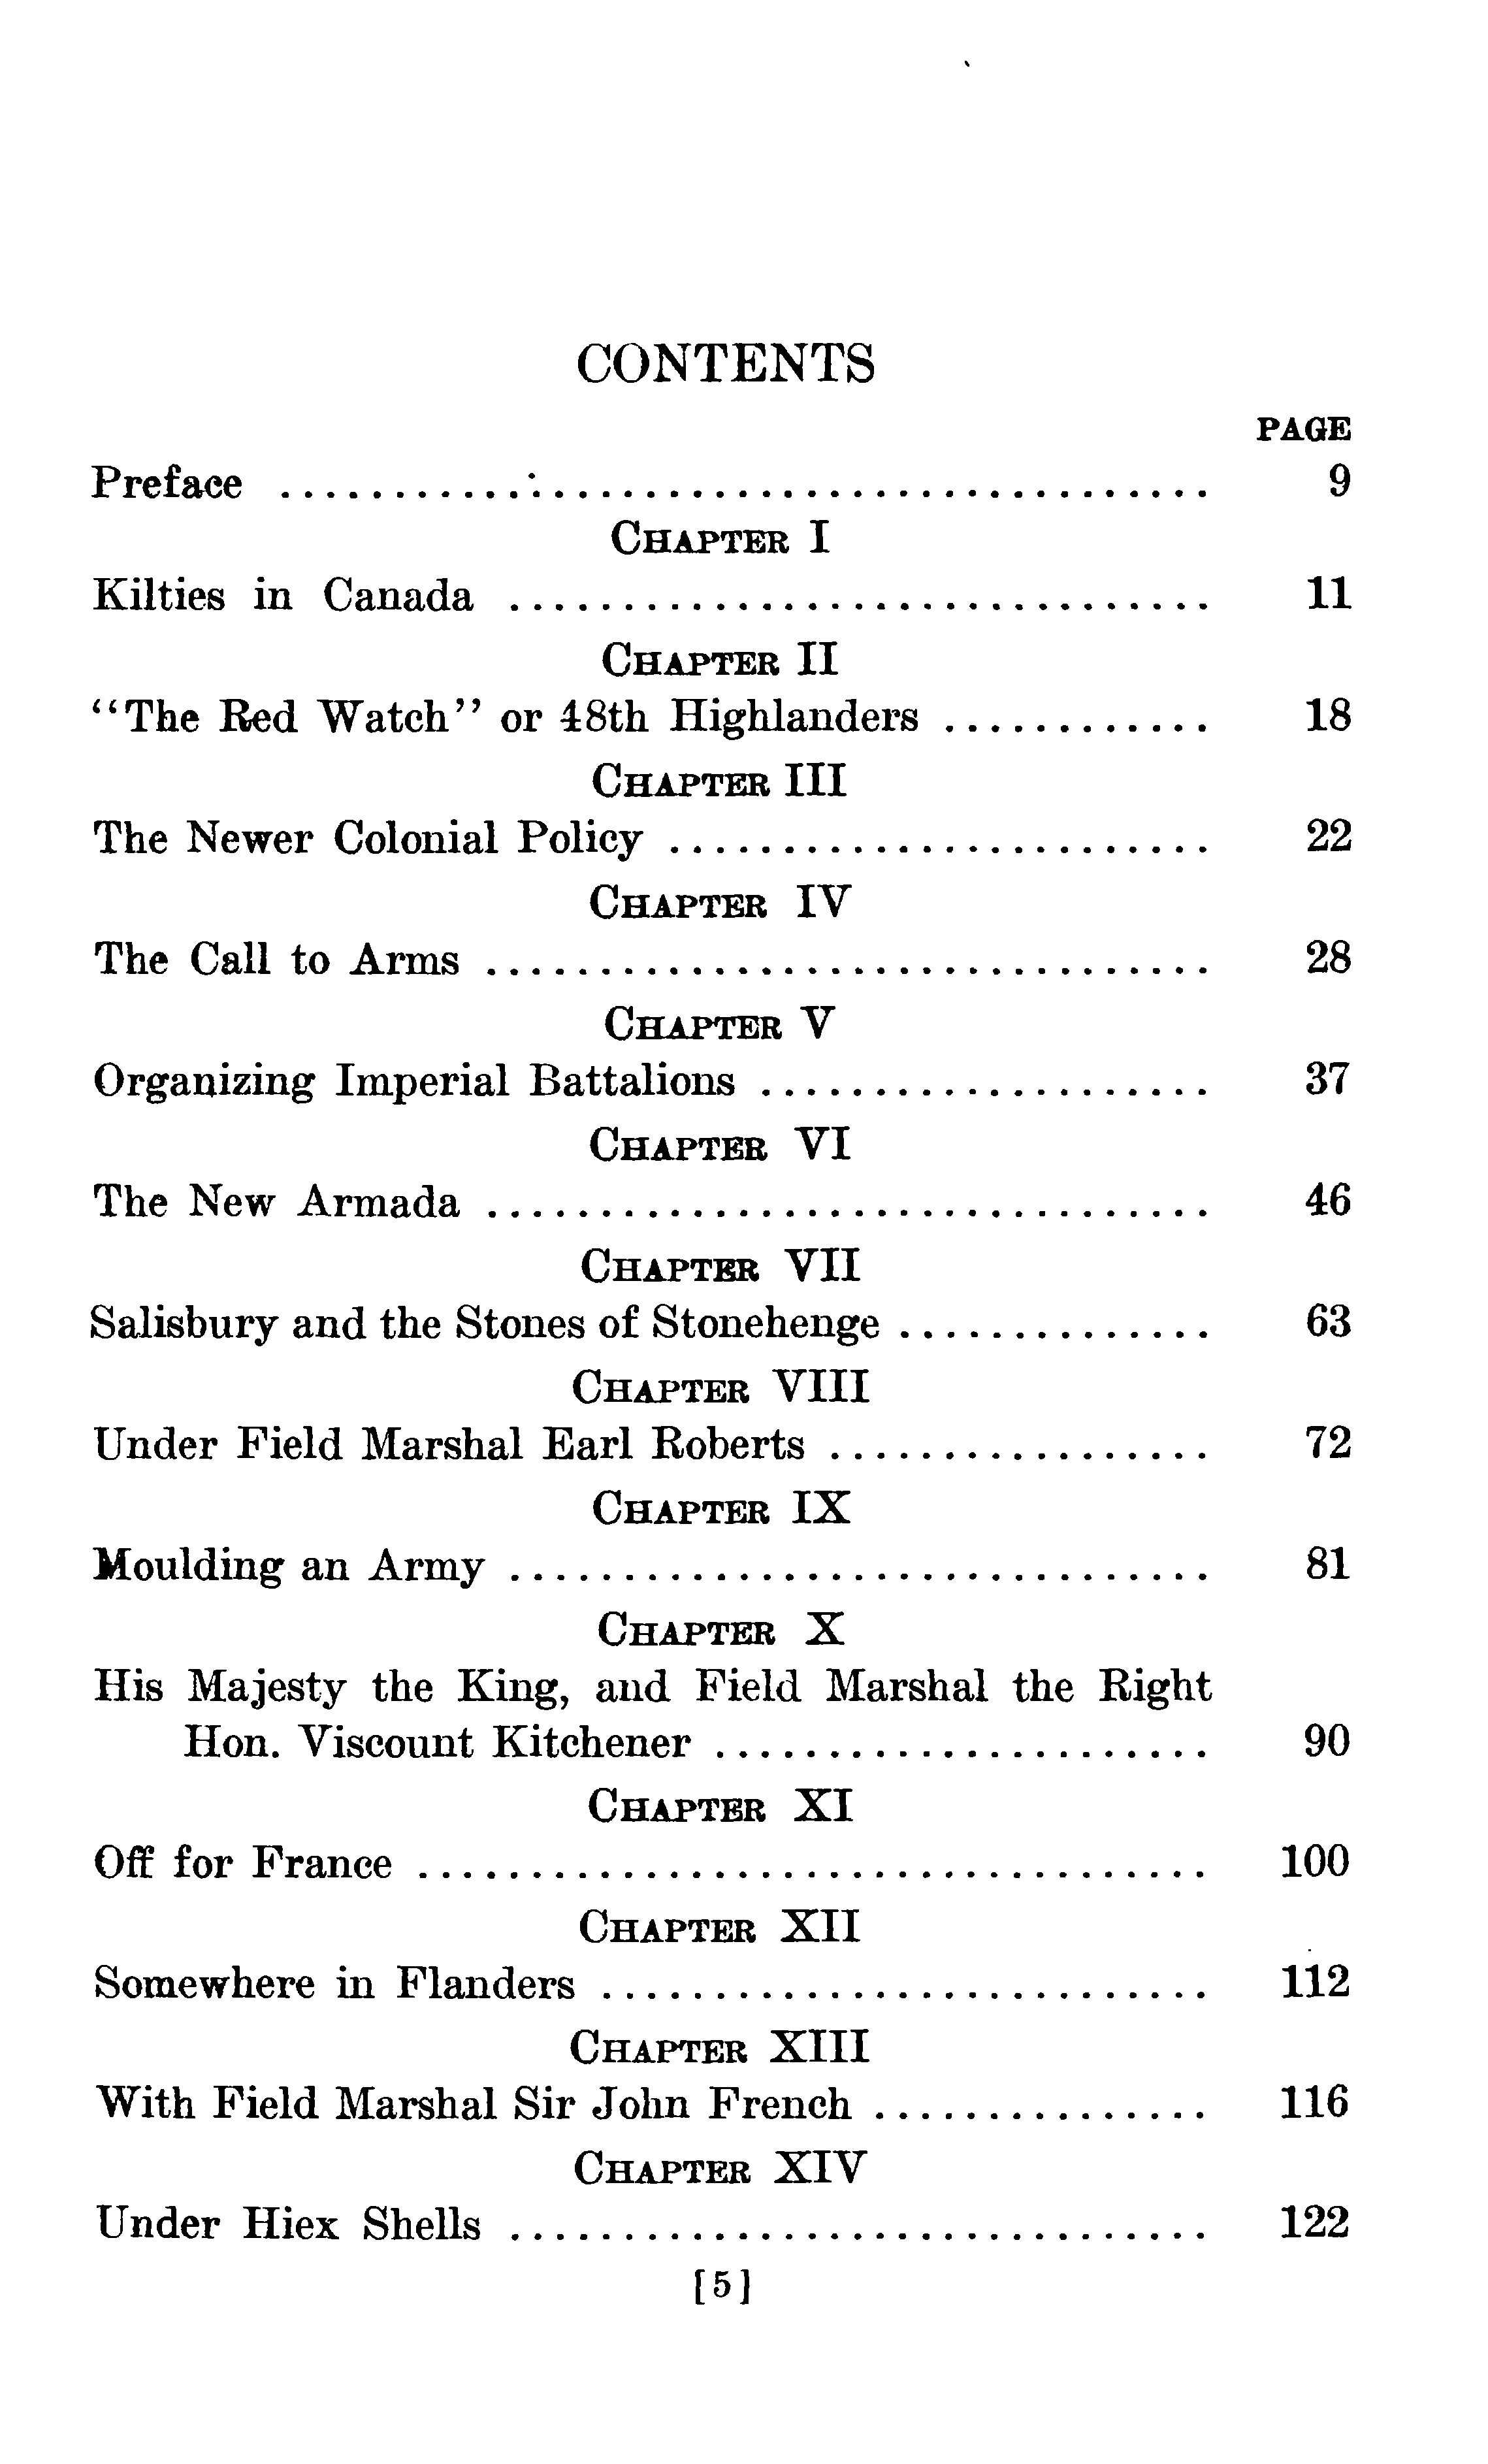 CONTENTS
PAGE
Preface ........................................ 9
CHAPTER I
Kilties in Canada ............................... 11
CHAPTER II
"The Red Watch" or 48th Highlanders ............ 18
CHAPTER III
The Newer Colonial Policy ........................ 22
CHAPTER IV
The Call to Arms ................................ 28
CHAPTER V
Organizing Imperial Battalions .................... 37
CHAPTER VI
The New Armada ................................ 46
CHAPTER VII
Salisbury and the Stones of Stonehenge .............. 63
CHAPTER VIII
Under Field Marshal Earl Roberts ................. 72
CHAPTER IX
Moulding an Army ............................... 81
CHAPTER X
His Majesty the King, and Field Marshal the Right
Hon. Viscount Kitchener ...................... 90
CHAPTER XI
Off for France ................................... 100
CHAPTER XII
Somewhere in Flanders ........................... 112
CHAPTER XIII
With Field Marshal Sir John French ............... 116
CHAPTER XIV
Under Hiex Shells ............................... 122
[5]